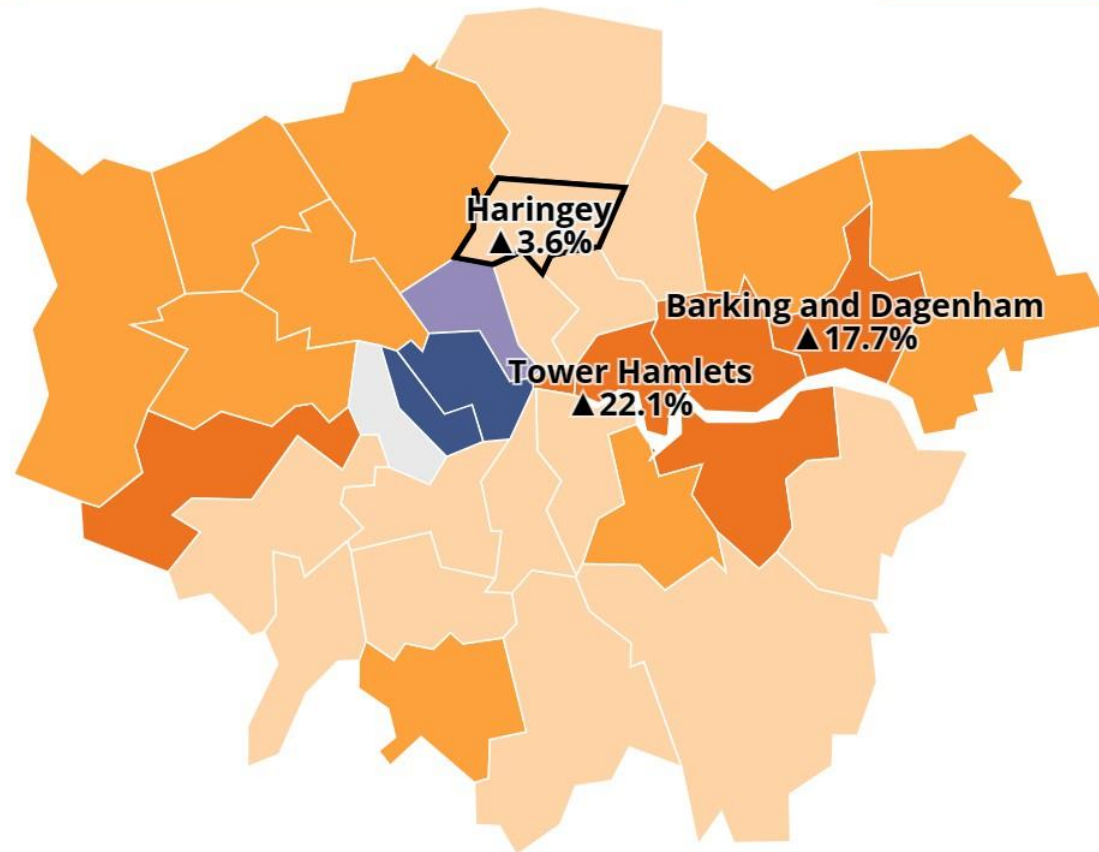 Haringey
▲3.6%
Barking and Dagenham
▲17.7%
Tower Hamlets
▲22.1%